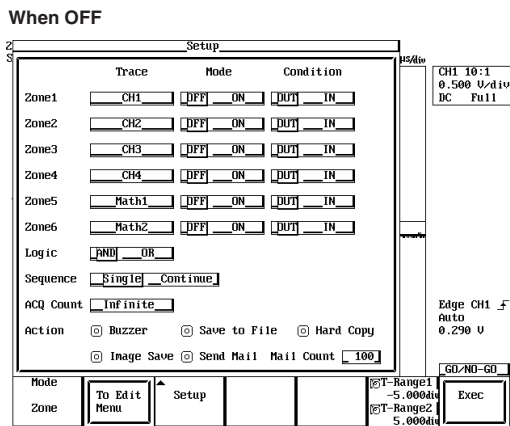 When OFF
Setup
2
S
µs/div
Trace Mode Condition
CH1 10:1
0.500 V/div
DC Full
Zone1 CH1 OFF ON OUT IN
Zone2 CH2 OFF ON OUT IN
Zone3 CH3 OFF ON OUT IN
Zone4 CH4 OFF ON OUT IN
Zone5 Math1 OFF ON OUT IN
Zone6 Math2 OFF ON OUT IN
Logic AND OR
Sequence Single Continue
ACQ Count Infinite
Action Buzzer Save to File Hard Copy
Image Save Send Mail Mail Count 100
Edge CH1
Auto
0.290 V
GO/NO-GO
Mode
Zone
To Edit
Menu
Setup
T-Range1
-5.000div
T-Range2
5.000div
Exec